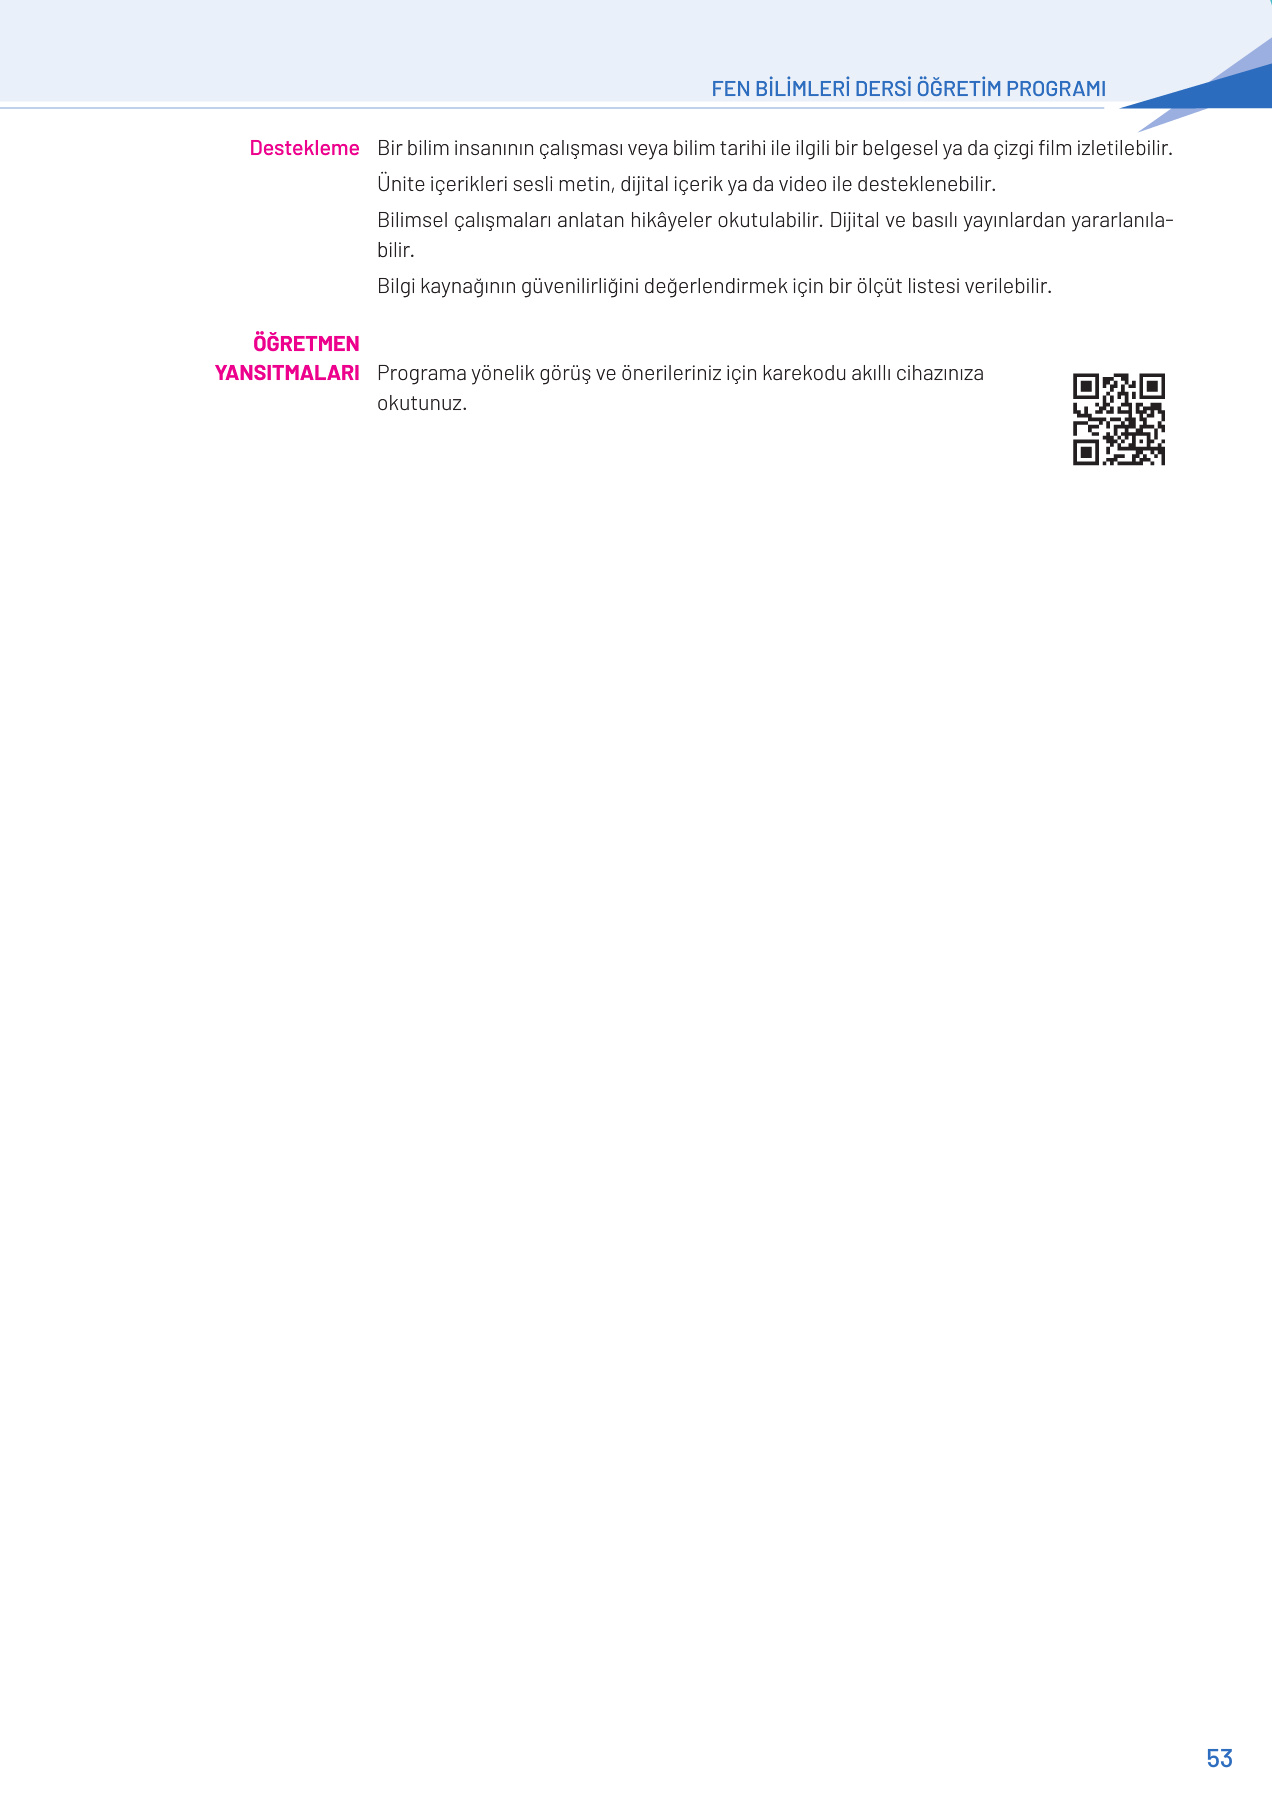 FEN BİLİMLERİ DERSİ ÖĞRETİM PROGRAMI
Destekleme Bir bilim insanının çalışması veya bilim tarihi ile ilgili bir belgesel ya da çizgi film izletilebilir.
Ünite içerikleri sesli metin, dijital içerik ya da video ile desteklenebilir.
Bilimsel çalışmaları anlatan hikâyeler okutulabilir. Dijital ve basılı yayınlardan yararlanıla-
bilir.
Bilgi kaynağının güvenilirliğini değerlendirmek için bir ölçüt listesi verilebilir.
ÖĞRETMEN
YANSITMALARI Programa yönelik görüş ve önerileriniz için karekodu akıllı cihazınıza
okutunuz.
53